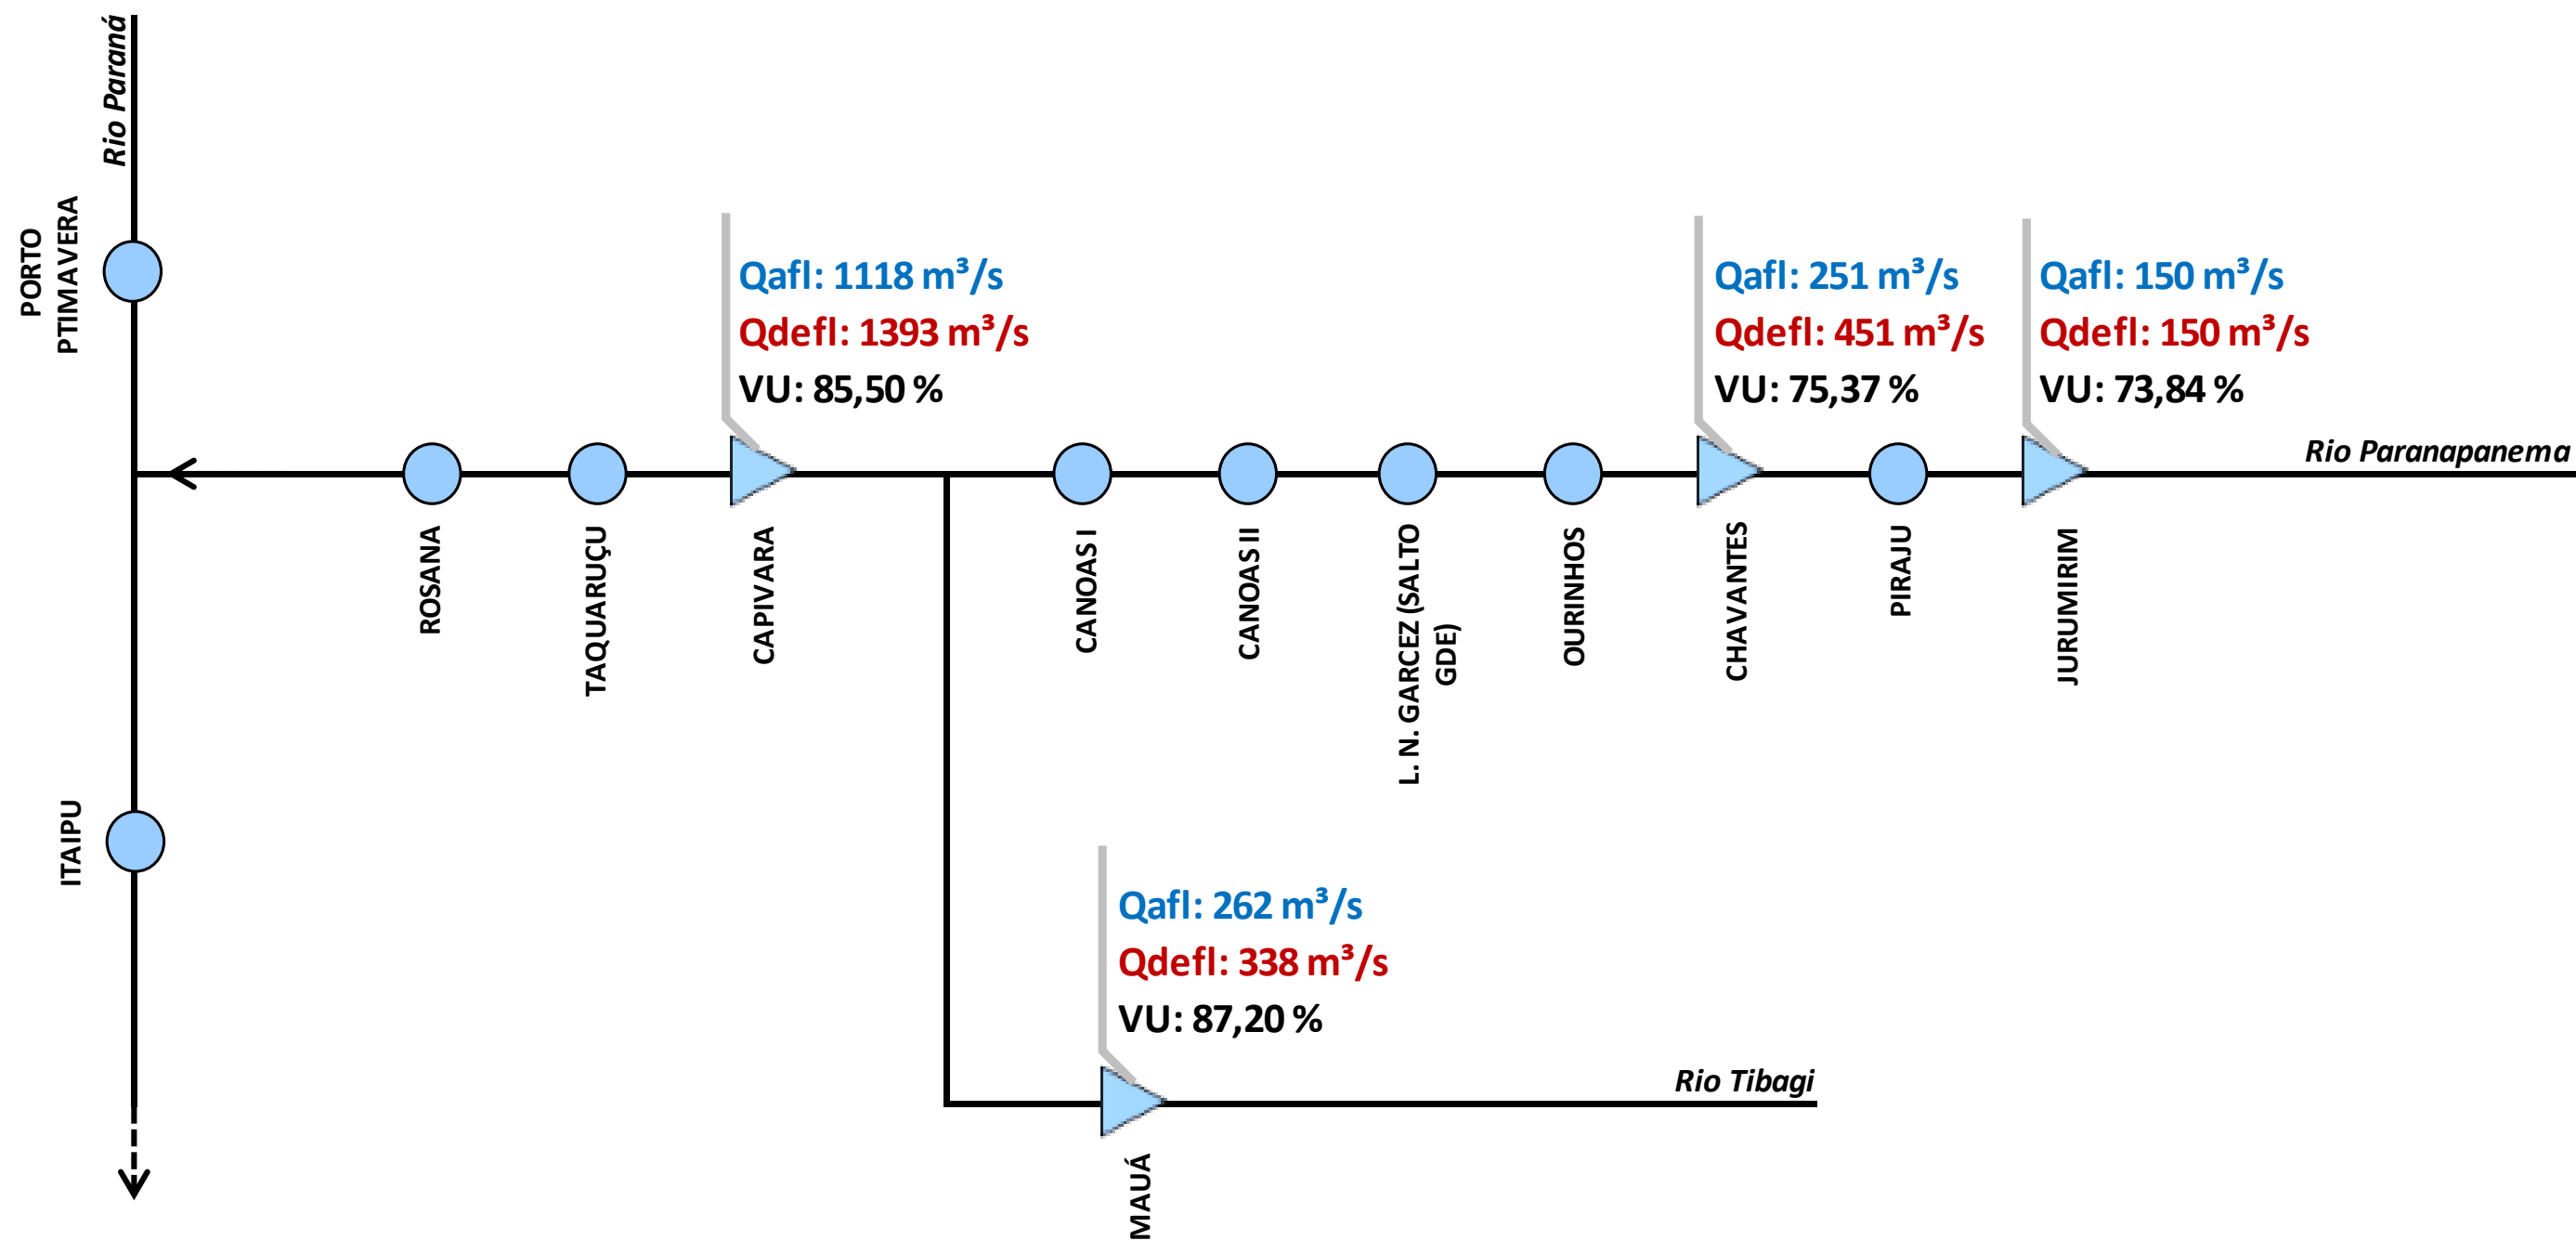 Rio Paraná
PORTO
PTIMAVERA
Qafl: 1118 m³/s
Qdefl: 1393 m³/s
VU: 85,50 %
Qafl: 251 m³/s
Qdefl: 451 m³/s
VU: 75,37 %
Qafl: 150 m³/s
Qdefl: 150 m³/s
VU: 73,84 %
Rio Paranapanema
ROSANA
TAQUARUÇU
CAPIVARA
CANOAS I
CANOAS II
L. N. GARCEZ (SALTO
GDE)
OURINHOS
CHAVANTES
PIRAJU
JURUMIRIM
ITAIPU
Qafl: 262 m³/s
Qdefl: 338 m³/s
VU: 87,20 %
Rio Tibagi
MAUÁ